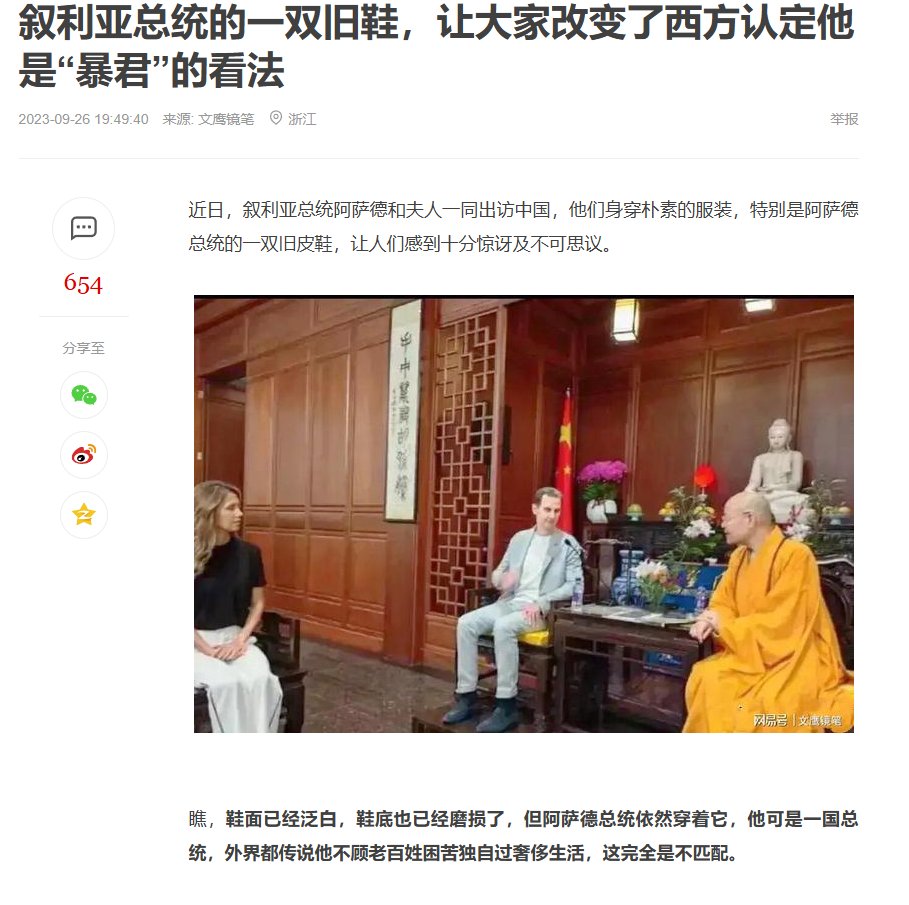 叙利亚总统的一双旧鞋，让大家改变了西方认定他
是“暴君”的看法
2023-09-26 19:49:40 来源: 文鹰镜笔 浙江
举报
654
分享至
近日，叙利亚总统阿萨德和夫人一同出访中国，他们身穿朴素的服装，特别是阿萨德
总统的一双旧皮鞋，让人们感到十分惊讶及不可思议。
网易号 | 文鹰镜笔
瞧，鞋面已经泛白，鞋底也已经磨损了，但阿萨德总统依然穿着它，他可是一国总
统，外界都传说他不顾老百姓困苦独自过奢侈生活，这完全是不匹配。